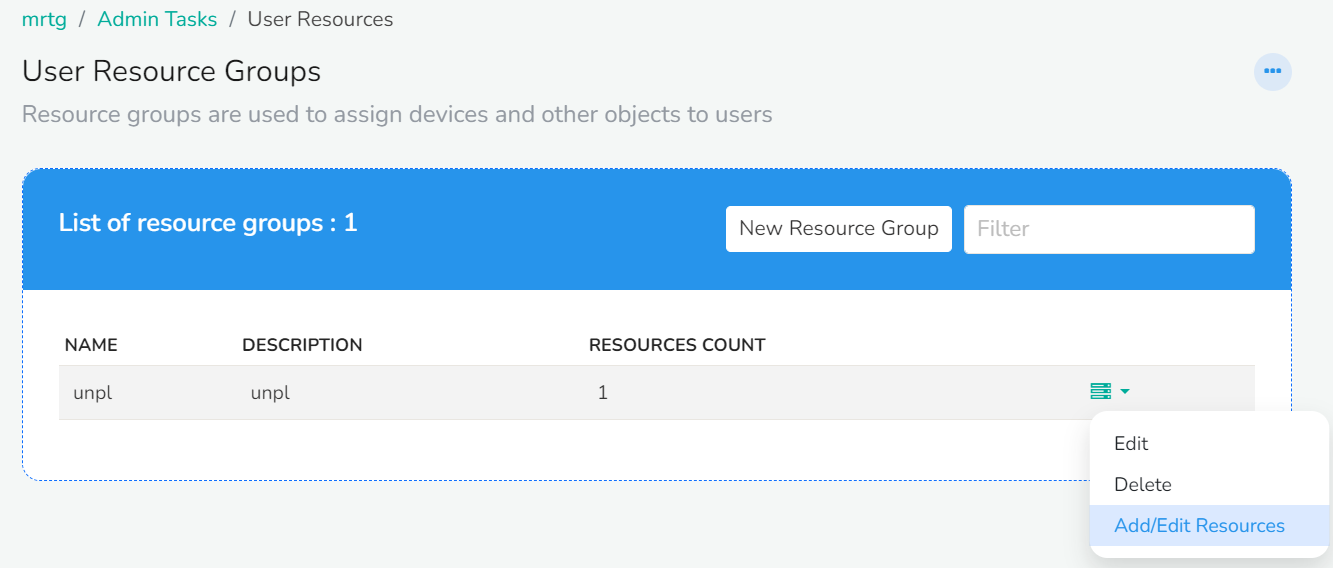 mrtg / Admin Tasks / User Resources
User Resource Groups
Resource groups are used to assign devices and other objects to users
List of resource groups : 1
New Resource Group
Filter
NAME DESCRIPTION RESOURCES COUNT
unpl unpl 1
Edit
Delete
Add/Edit Resources